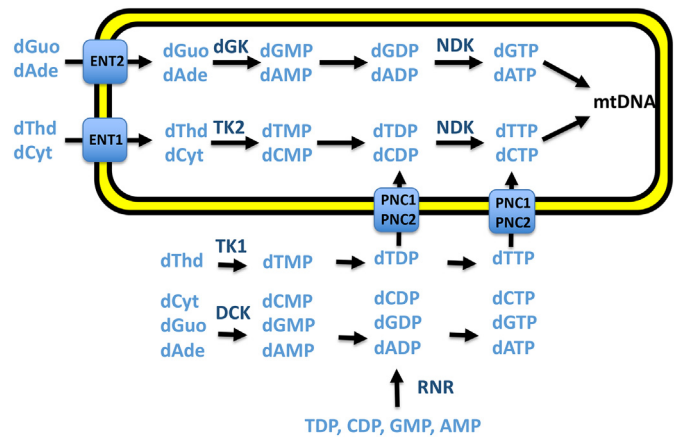 dGuo ENT2 dGuo dGK dGMP dGDP NDK dGTP
dAde dAde dAMP dADP dATP
mtDNA
dThd ENT1 dThd TK2 dTMP dTDP NDK dTTP
dCyt dCyt dCMP dCDP dCTP
PNC1 PNC1
PNC2 PNC2
TK1
dThd dTMP dTDP dTTP
dCyt dCMP dCDP dCTP
dGuo DCK dGMP dGDP dGTP
dAde dAMP dADP dATP
RNR
TDP, CDP, GMP, AMP